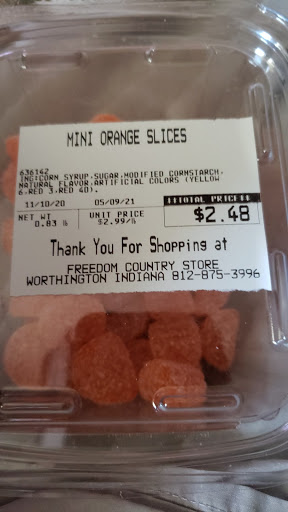 MINI ORANGE SLICES
636142
ING:CORN SYRUP,SUGAR,MODIFIED CORNSTARCH,
NATURAL FLAVOR,ARTIFICIAL COLORS (YELLOW
6,RED 3,RED 40).
11/10/20 05/09/21
NET WT UNIT PRICE TOTAL PRICE
0.83 lb $2.99/lb $2.48
Thank You For Shopping at
FREEDOM COUNTRY STORE
WORTHINGTON INDIANA 812-875-3996